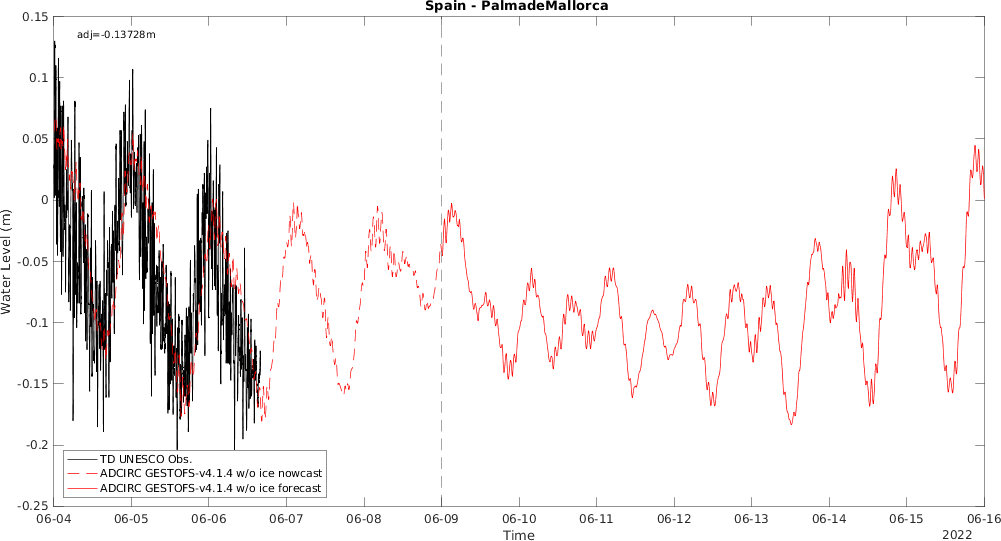 Spain - PalmadeMallorca
adj=-0.13728m
0.15
0.1
0.05
0
-0.05
-0.1
-0.15
-0.2
-0.25
Water Level (m)
TD UNESCO Obs.
ADCIRC GESTOFS-v4.1.4 w/o ice nowcast
ADCIRC GESTOFS-v4.1.4 w/o ice forecast
06-04 06-05 06-06 06-07 06-08 06-09 06-10 06-11 06-12 06-13 06-14 06-15 06-16
Time
2022